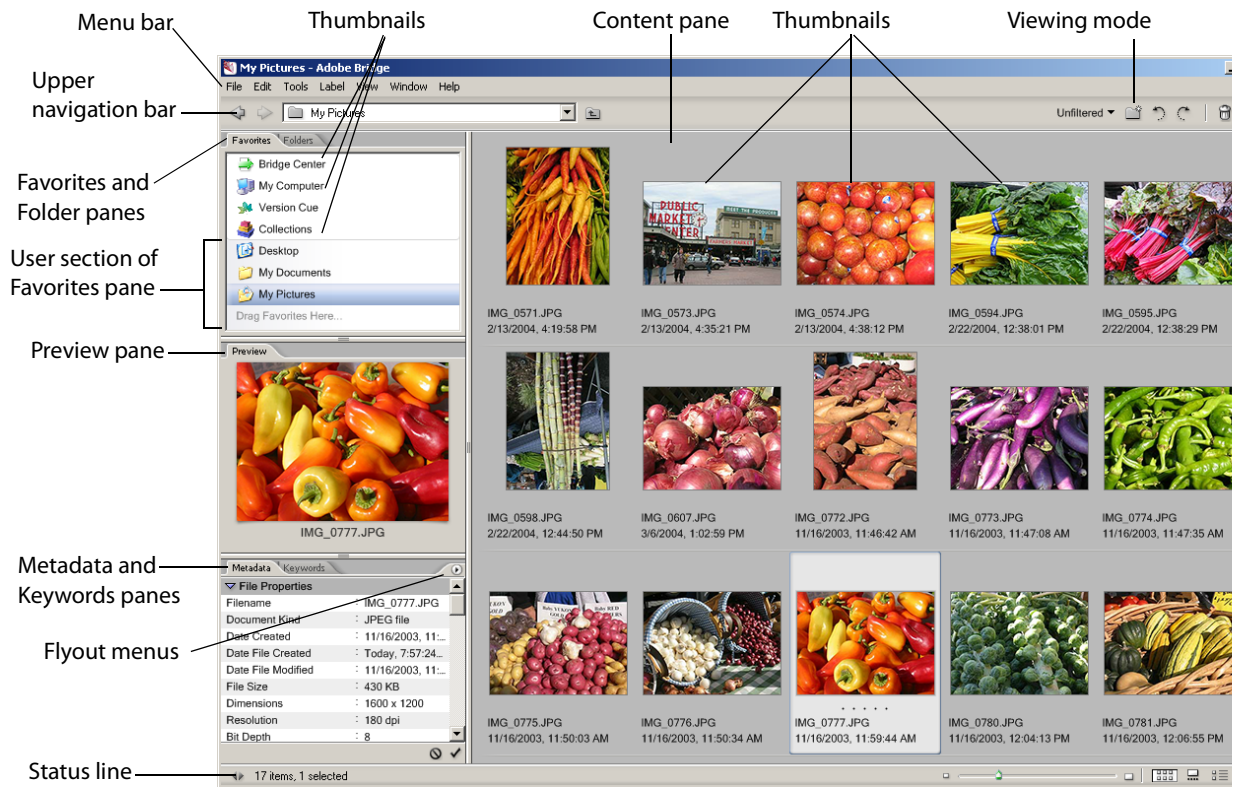 Menu bar
Thumbnails
Content pane
Thumbnails
Viewing mode
Upper
navigation bar
My Pictures - Adobe Bridge
File Edit Tools Label View Window Help
My Pictures
Unfiltered
Favorites and
Folder panes
User section of
Favorites pane
Favorites Folders
Bridge Center
My Computer
Version Cue
Collections
Desktop
My Documents
My Pictures
Drag Favorites Here...
PUBLIC
MARKET
CENTER
MEET THE PRODUCERS
FARMERS MARKET
IMG_0571.JPG
2/13/2004, 4:19:58 PM
IMG_0573.JPG
2/13/2004, 4:35:21 PM
IMG_0574.JPG
2/13/2004, 4:38:12 PM
IMG_0594.JPG
2/22/2004, 12:38:01 PM
IMG_0595.JPG
2/22/2004, 12:38:29 PM
Preview pane
Preview
IMG_0777.JPG
IMG_0598.JPG
2/22/2004, 12:44:50 PM
IMG_0607.JPG
3/6/2004, 1:02:59 PM
IMG_0772.JPG
11/16/2003, 11:46:42 AM
IMG_0773.JPG
11/16/2003, 11:47:08 AM
IMG_0774.JPG
11/16/2003, 11:47:35 AM
Metadata and
Keywords panes
Flyout menus
Metadata Keywords
File Properties
Filename : IMG_0777.JPG
Document Kind : JPEG file
Date Created : 11/16/2003, 11:...
Date File Created : Today, 7:57:24...
Date File Modified : 11/16/2003, 11:...
File Size : 430 KB
Dimensions : 1600 x 1200
Resolution : 180 dpi
Bit Depth : 8
IMG_0775.JPG
11/16/2003, 11:50:03 AM
IMG_0776.JPG
11/16/2003, 11:50:34 AM
IMG_0777.JPG
11/16/2003, 11:59:44 AM
IMG_0780.JPG
11/16/2003, 12:04:13 PM
IMG_0781.JPG
11/16/2003, 12:06:55 PM
Status line
17 items, 1 selected